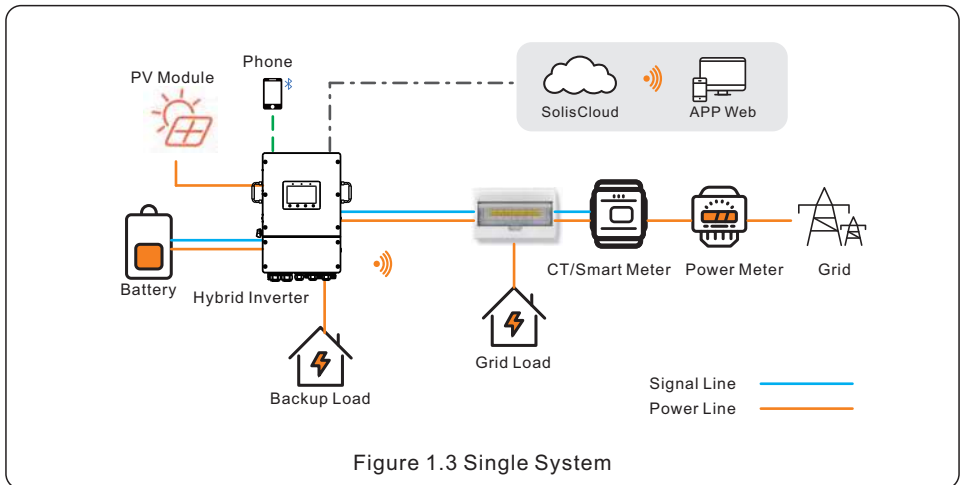 Phone
PV Module
SolisCloud
APP Web
Battery
Hybrid Inverter
CT/Smart Meter
Power Meter
Grid
Backup Load
Grid Load
Signal Line
Power Line
Figure 1.3 Single System